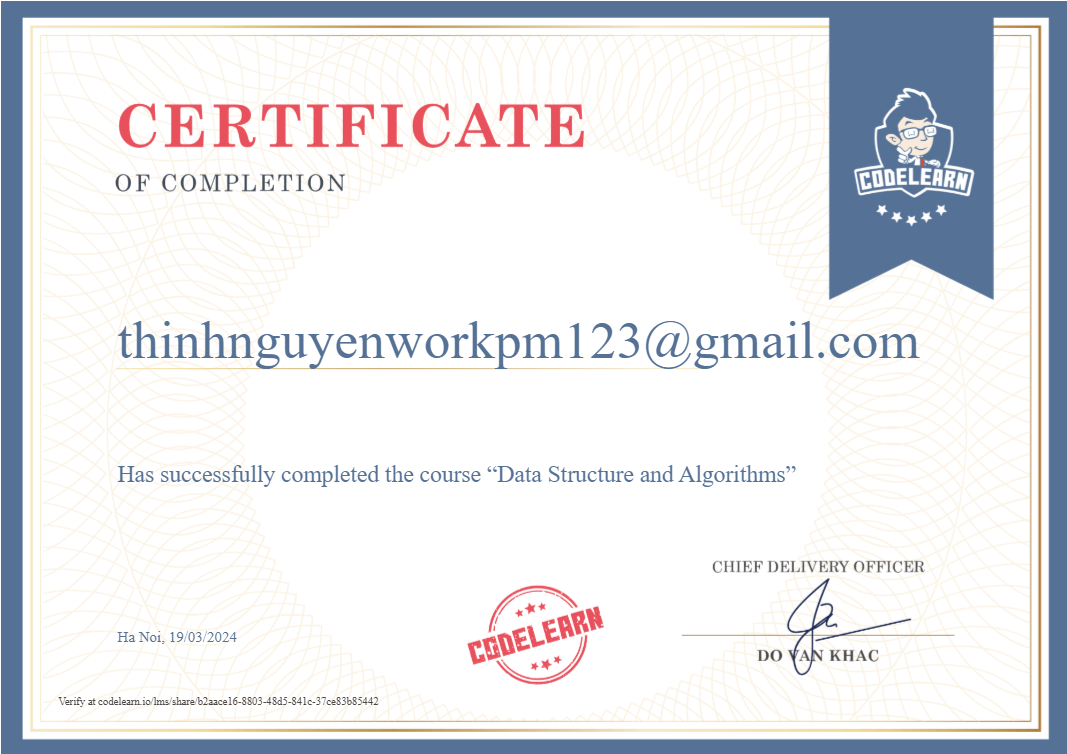 CERTIFICATE
OF COMPLETION
CODELEARN
thinhnguyenworkpm123@gmail.com
Has successfully completed the course “Data Structure and Algorithms”
CHIEF DELIVERY OFFICER
CODELEARN
Ha Noi, 19/03/2024
DO VAN KHAC
Verify at codelearn.io/lms/share/b2aace16-8803-48d5-841c-37ce83b85442